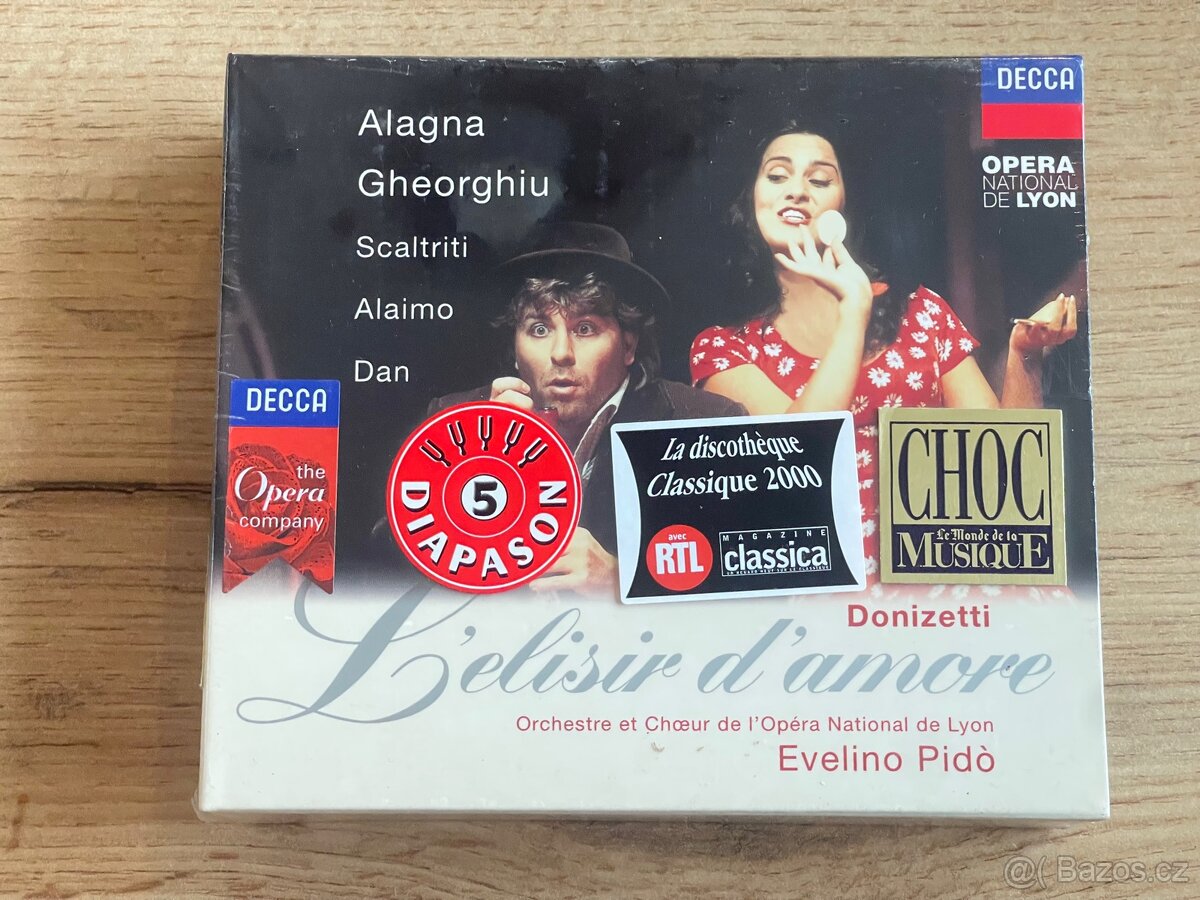 DECCA
OPERA
NATIONAL
DE LYON
Alagna
Gheorghiu
Scaltriti
Alaimo
Dan
DECCA
the
Opera
company
5
DIAPASON
La discothèque
Classique 2000
avec
RTL
MAGAZINE
classica
CHOC
Le Monde de la
MUSIQUE
Donizetti
L'elisir d'amore
Orchestre et Chœur de l'Opéra National de Lyon
Evelino Pidò
@( Bazos.cz